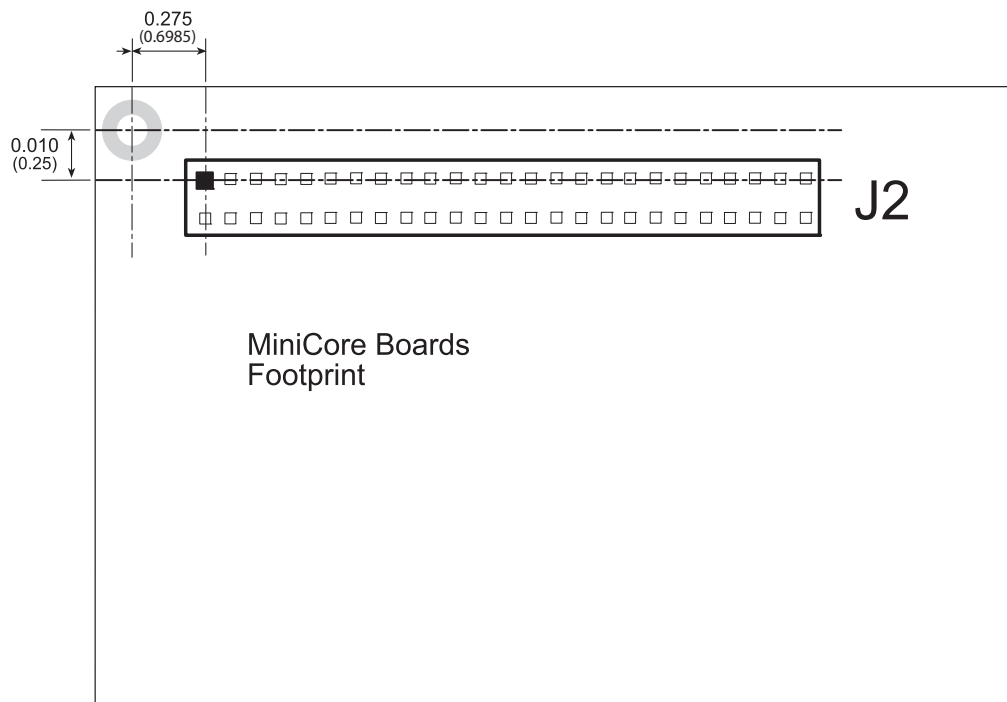 0.275
(0.6985)
0.010
(0.25)
J2
MiniCore Boards
Footprint